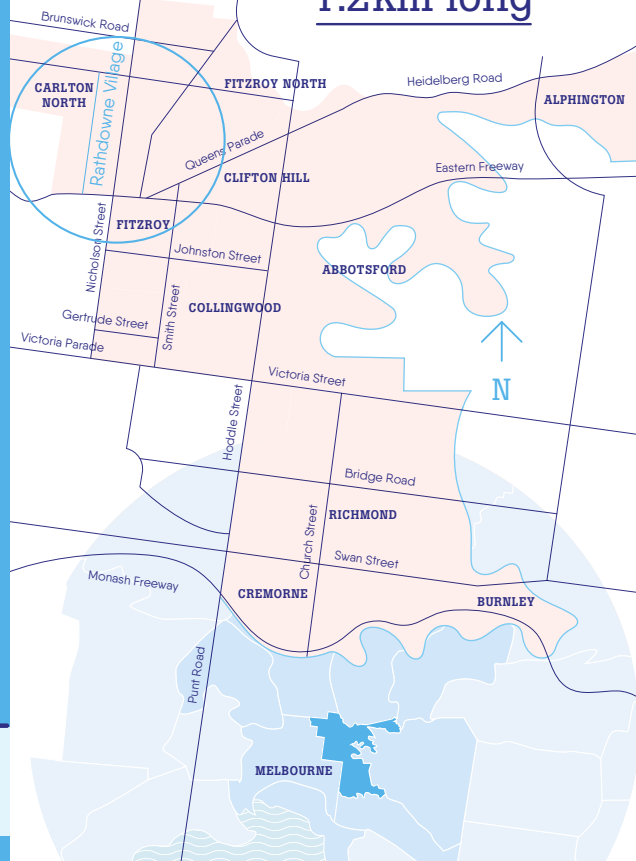 1.2km long
Brunswick Road
Rathdowne Village
CARLTON
NORTH
FITZROY NORTH
Heidelberg Road
ALPHINGTON
Queens Parade
Eastern Freeway
CLIFTON HILL
Nicholson Street
FITZROY
Johnston Street
ABBOTSFORD
Smith Street
COLLINGWOOD
Gertrude Street
Victoria Parade
Victoria Street
N
Hoddle Street
Bridge Road
Church Street
RICHMOND
Swan Street
Monash Freeway
CREMORNE
BURNLEY
Punt Road
MELBOURNE